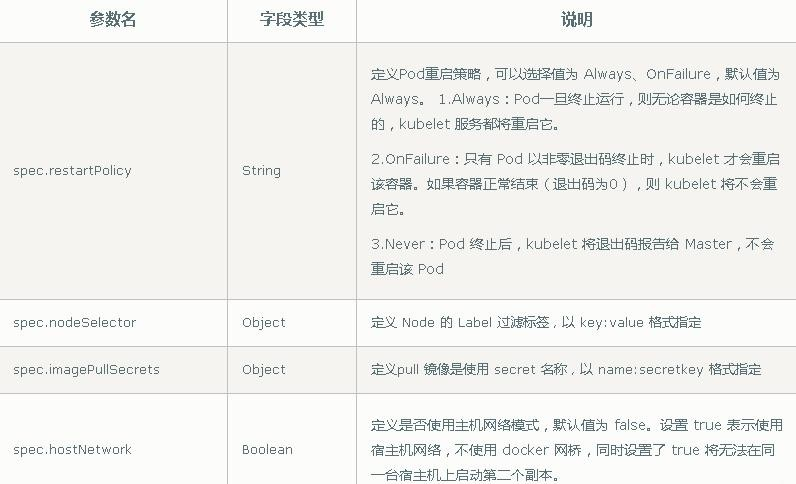 参数名 字段类型 说明
定义Pod重启策略，可以选择值为 Always、OnFailure，默认值为
Always。 1.Always：Pod一旦终止运行，则无论容器是如何终止
的，kubelet 服务都将重启它。
spec.restartPolicy String
2.OnFailure：只有 Pod 以非零退出码终止时，kubelet 才会重启
该容器。如果容器正常结束（退出码为0），则 kubelet 将不会重
启它。
3.Never：Pod 终止后，kubelet 将退出码报告给 Master，不会
重启该 Pod
spec.nodeSelector Object 定义 Node 的 Label 过滤标签，以 key:value 格式指定
spec.imagePullSecrets Object 定义pull 镜像是使用 secret 名称，以 name:secretkey 格式指定
定义是否使用主机网络模式，默认值为 false。设置 true 表示使用
spec.hostNetwork Boolean 宿主机网络，不使用 docker 网桥，同时设置了 true 将无法在同
一台宿主机上启动第二个副本。